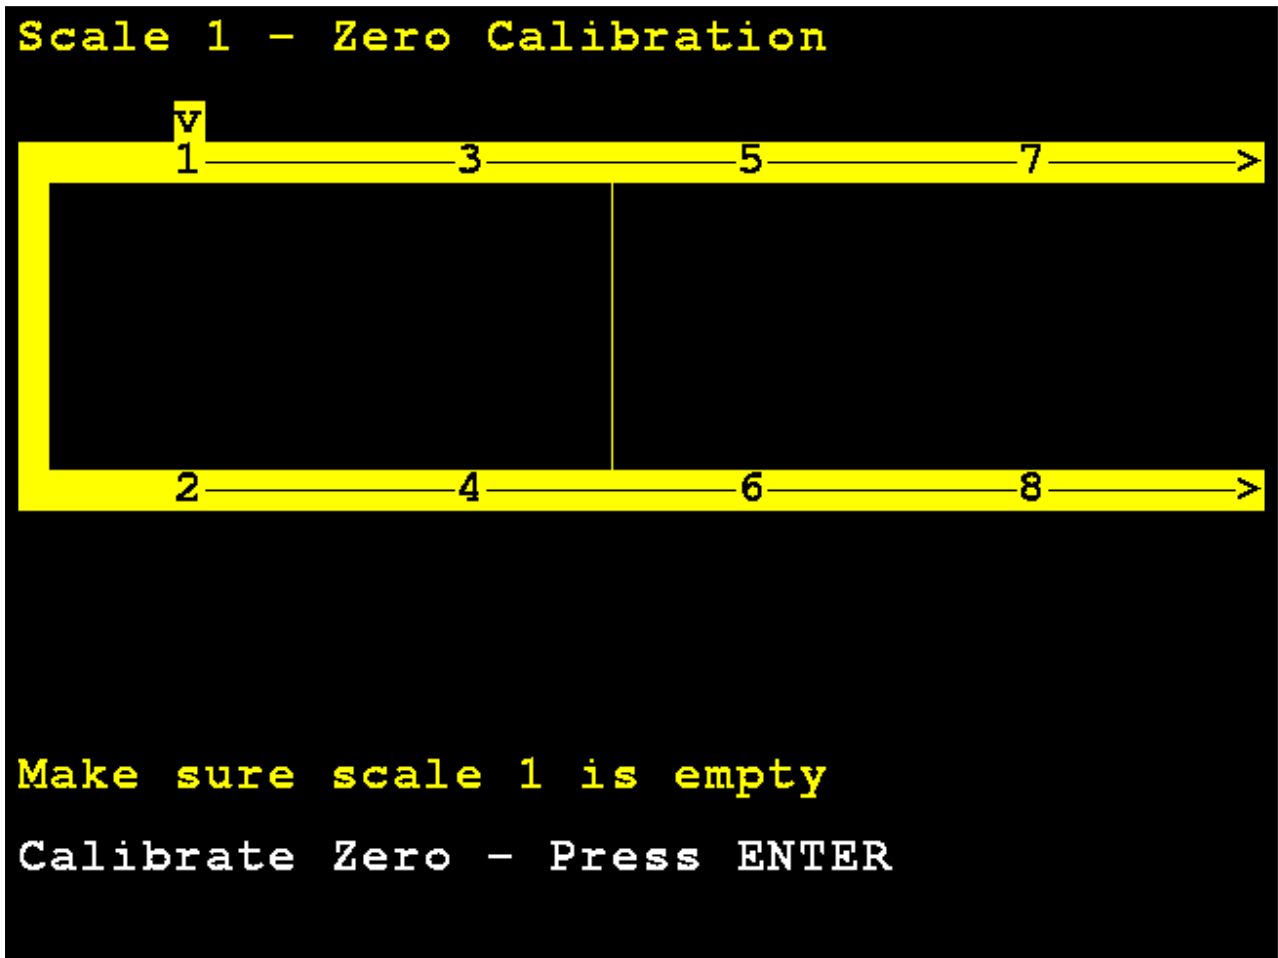 Scale 1 - Zero Calibration
v
1 3 5 7 >
2 4 6 8 >
Make sure scale 1 is empty
Calibrate Zero - Press ENTER